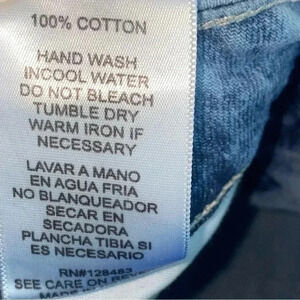 100% COTTON
HAND WASH
INCOOL WATER
DO NOT BLEACH
TUMBLE DRY
WARM IRON IF
NECESSARY
LAVAR A MANO
EN AGUA FRIA
NO BLANQUEADOR
SECAR EN
SECADORA
PLANCHA TIBIA SI
ES NECESARIO
RN#128483
SEE CARE ON
MADE